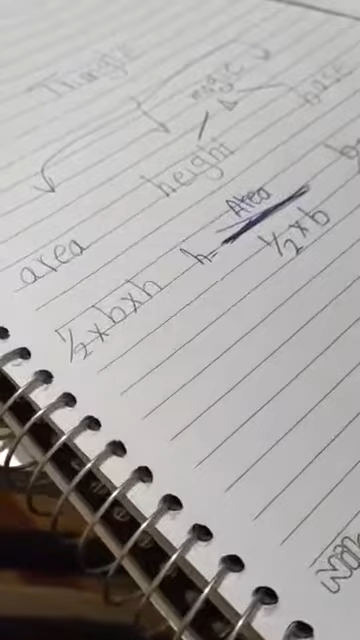 Triangle
magic
Δ
base
height
area
½ x b x h
h = Area
½ x b
b